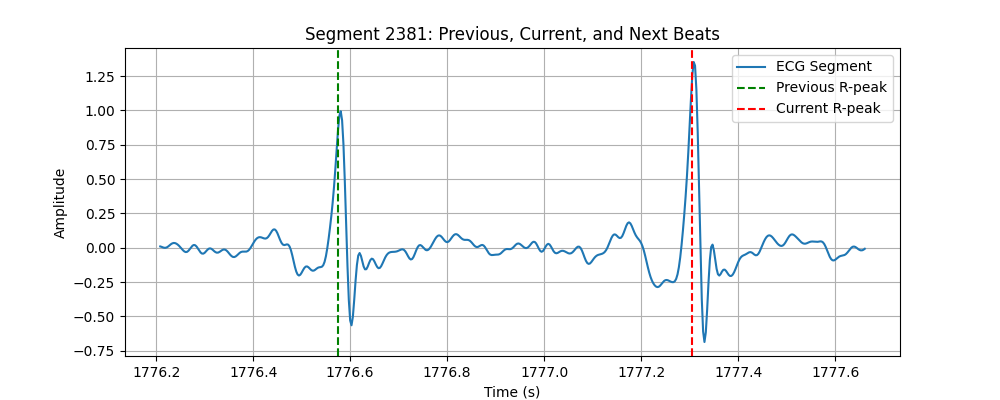 Segment 2381: Previous, Current, and Next Beats
ECG Segment
Previous R-peak
Current R-peak
Amplitude
1.25
1.00
0.75
0.50
0.25
0.00
−0.25
−0.50
−0.75
1776.2 1776.4 1776.6 1776.8 1777.0 1777.2 1777.4 1777.6
Time (s)